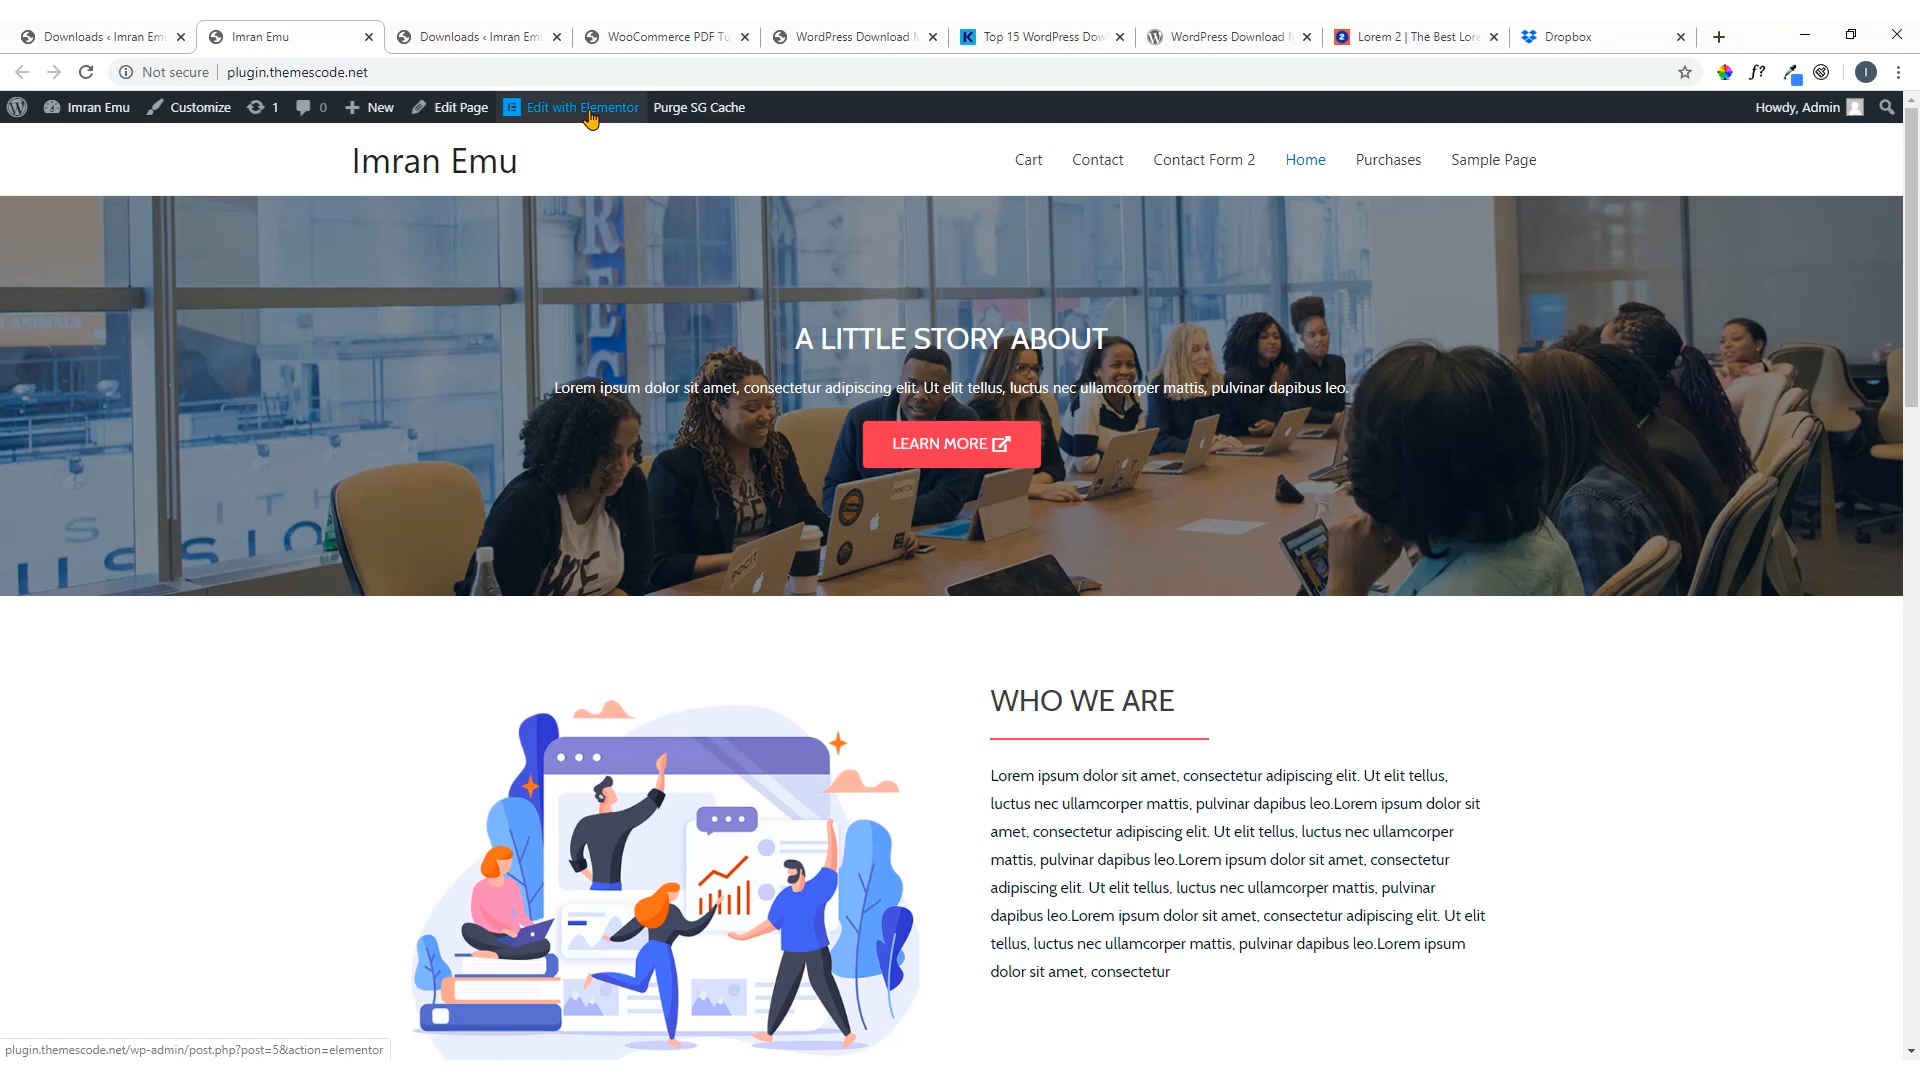 Downloads ‹ Imran Em
Imran Emu
Downloads ‹ Imran Em
WooCommerce PDF Tu
WordPress Download M
Top 15 WordPress Dow
WordPress Download M
Lorem 2 | The Best Lore
Dropbox
Not secure
plugin.themescode.net
f?
I
Imran Emu
Customize
1
0
New
Edit Page
Edit with Elementor
Purge SG Cache
Howdy, Admin
Imran Emu
Cart
Contact
Contact Form 2
Home
Purchases
Sample Page
A LITTLE STORY ABOUT
Lorem ipsum dolor sit amet, consectetur adipiscing elit. Ut elit tellus, luctus nec ullamcorper mattis, pulvinar dapibus leo.
LEARN MORE
WHO WE ARE
Lorem ipsum dolor sit amet, consectetur adipiscing elit. Ut elit tellus,
luctus nec ullamcorper mattis, pulvinar dapibus leo.Lorem ipsum dolor sit
amet, consectetur adipiscing elit. Ut elit tellus, luctus nec ullamcorper
mattis, pulvinar dapibus leo.Lorem ipsum dolor sit amet, consectetur
adipiscing elit. Ut elit tellus, luctus nec ullamcorper mattis, pulvinar
dapibus leo.Lorem ipsum dolor sit amet, consectetur adipiscing elit. Ut elit
tellus, luctus nec ullamcorper mattis, pulvinar dapibus leo.Lorem ipsum
dolor sit amet, consectetur
plugin.themescode.net/wp-admin/post.php?post=5&action=elementor